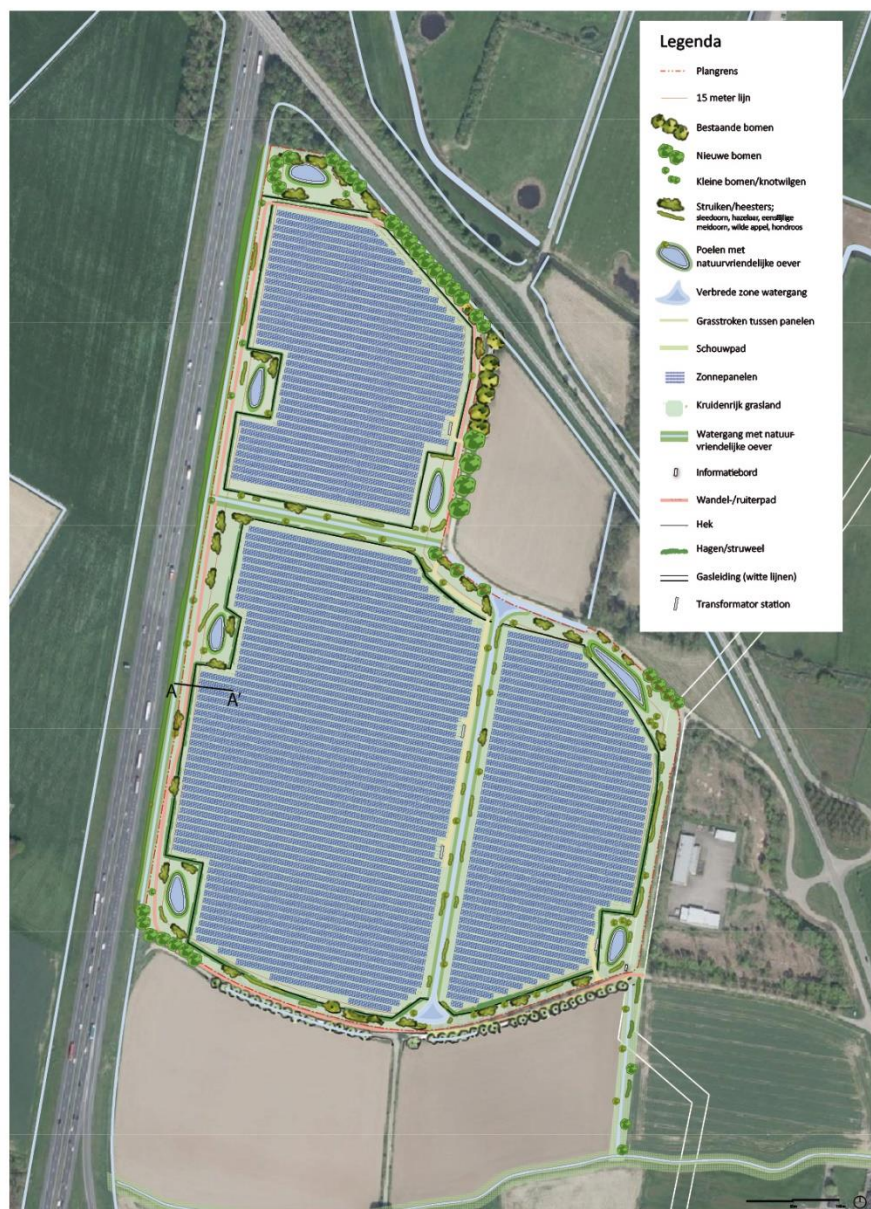 Legenda
Plangrens
15 meter lijn
Bestaande bomen
Nieuwe bomen
Kleine bomen/knotwilgen
Struiken/heesters;
sleedoorn, hazelaar, eenstijlige
meidoorn, wilde appel, hondroos
Poelen met
natuurvriendelijke oever
Verbrede zone watergang
Grasstroken tussen panelen
Schouwpad
Zonnepanelen
Kruidenrijk grasland
Watergang met natuur-
vriendelijke oever
Informatiebord
Wandel-/ruiterpad
Hek
Hagen/struweel
Gasleiding (witte lijnen)
Transformator station
A
A'